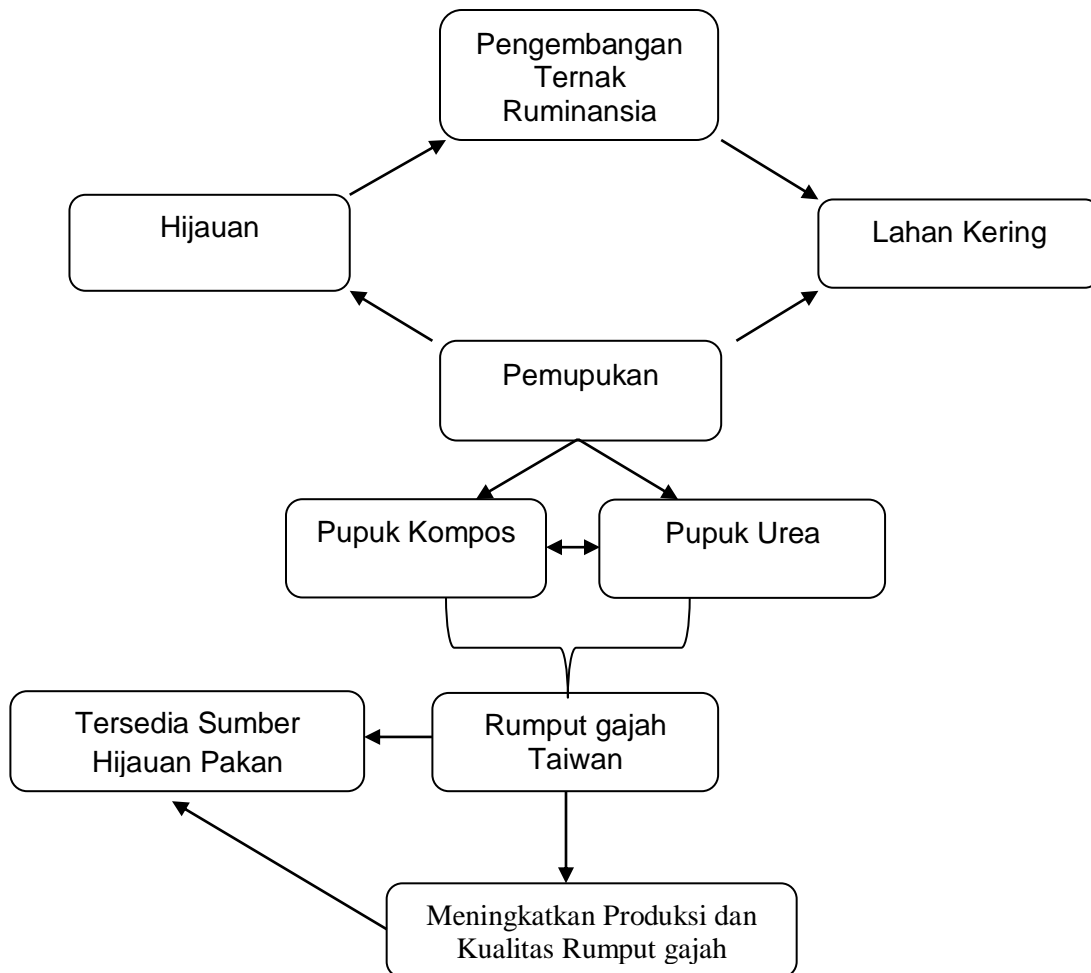 Pengembangan
Ternak
Ruminansia
Hijauan
Lahan Kering
Pemupukan
Pupuk Kompos
Pupuk Urea
Tersedia Sumber
Hijauan Pakan
Rumput gajah
Taiwan
Meningkatkan Produksi dan
Kualitas Rumput gajah